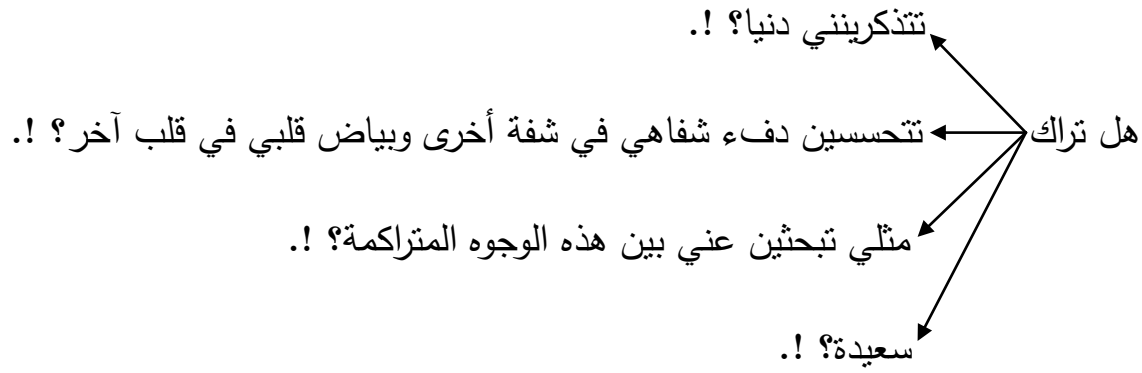 تتذكرينني دنيا؟ !.
هل تراك تتحسسين دفء شفاهي في شفة أخرى وبياض قلبي في قلب آخر؟ !.
مثلي تبحثين عني بين هذه الوجوه المتراكمة؟ !.
سعيدة؟ !.